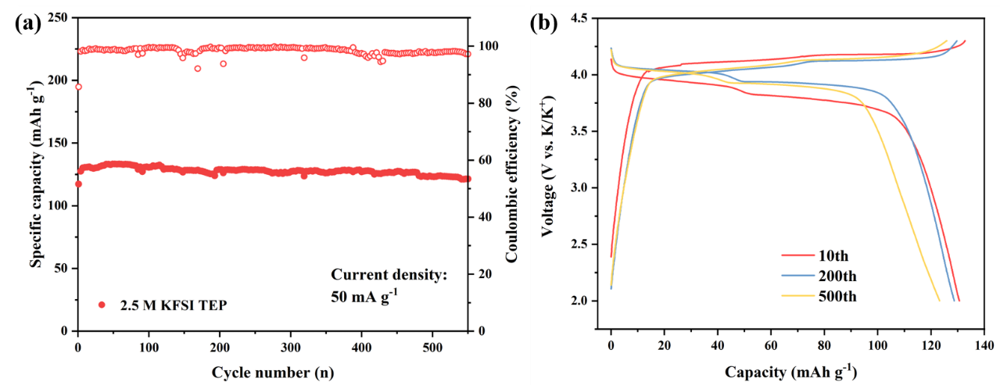 (a)
250
200
150
100
50
0
Specific capacity (mAh g-1)
100
80
60
40
20
0
Coulombic efficiency (%)
Current density:
50 mA g-1
2.5 M KFSI TEP
0 100 200 300 400 500
Cycle number (n)
(b)
4.5
4.0
3.5
3.0
2.5
2.0
Voltage (V vs. K/K+)
10th
200th
500th
0 20 40 60 80 100 120 140
Capacity (mAh g-1)